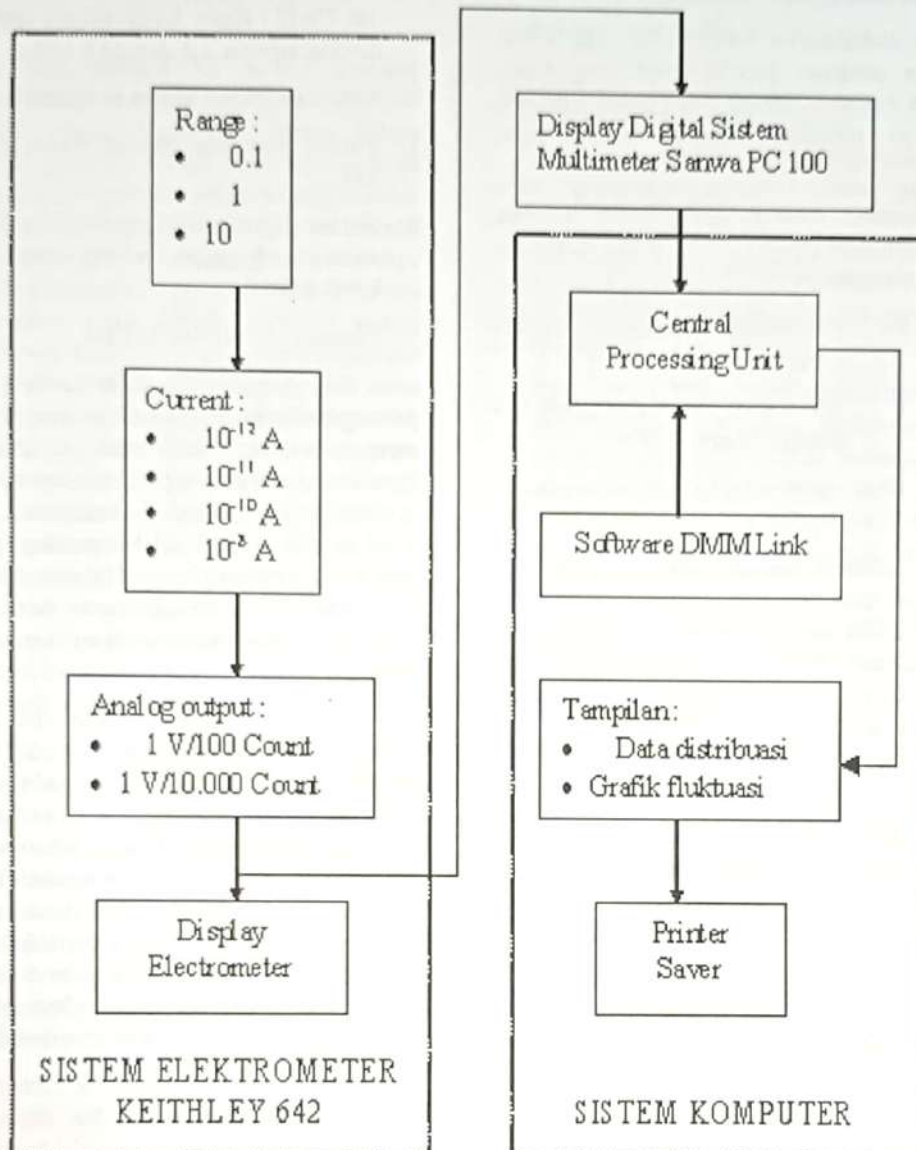 Range :
• 0.1
• 1
• 10
Current :
• 10⁻¹² A
• 10⁻¹¹ A
• 10⁻¹⁰ A
• 10⁻⁸ A
Analog output :
• 1 V/100 Count
• 1 V/10.000 Count
Display
Electrometer
SISTEM ELEKTROMETER
KEITHLEY 642
Display Digital Sistem
Multimeter Sanwa PC 100
Central
Processing Unit
Software DMM Link
Tampilan:
• Data distribuasi
• Grafik fluktuasi
Printer
Saver
SISTEM KOMPUTER